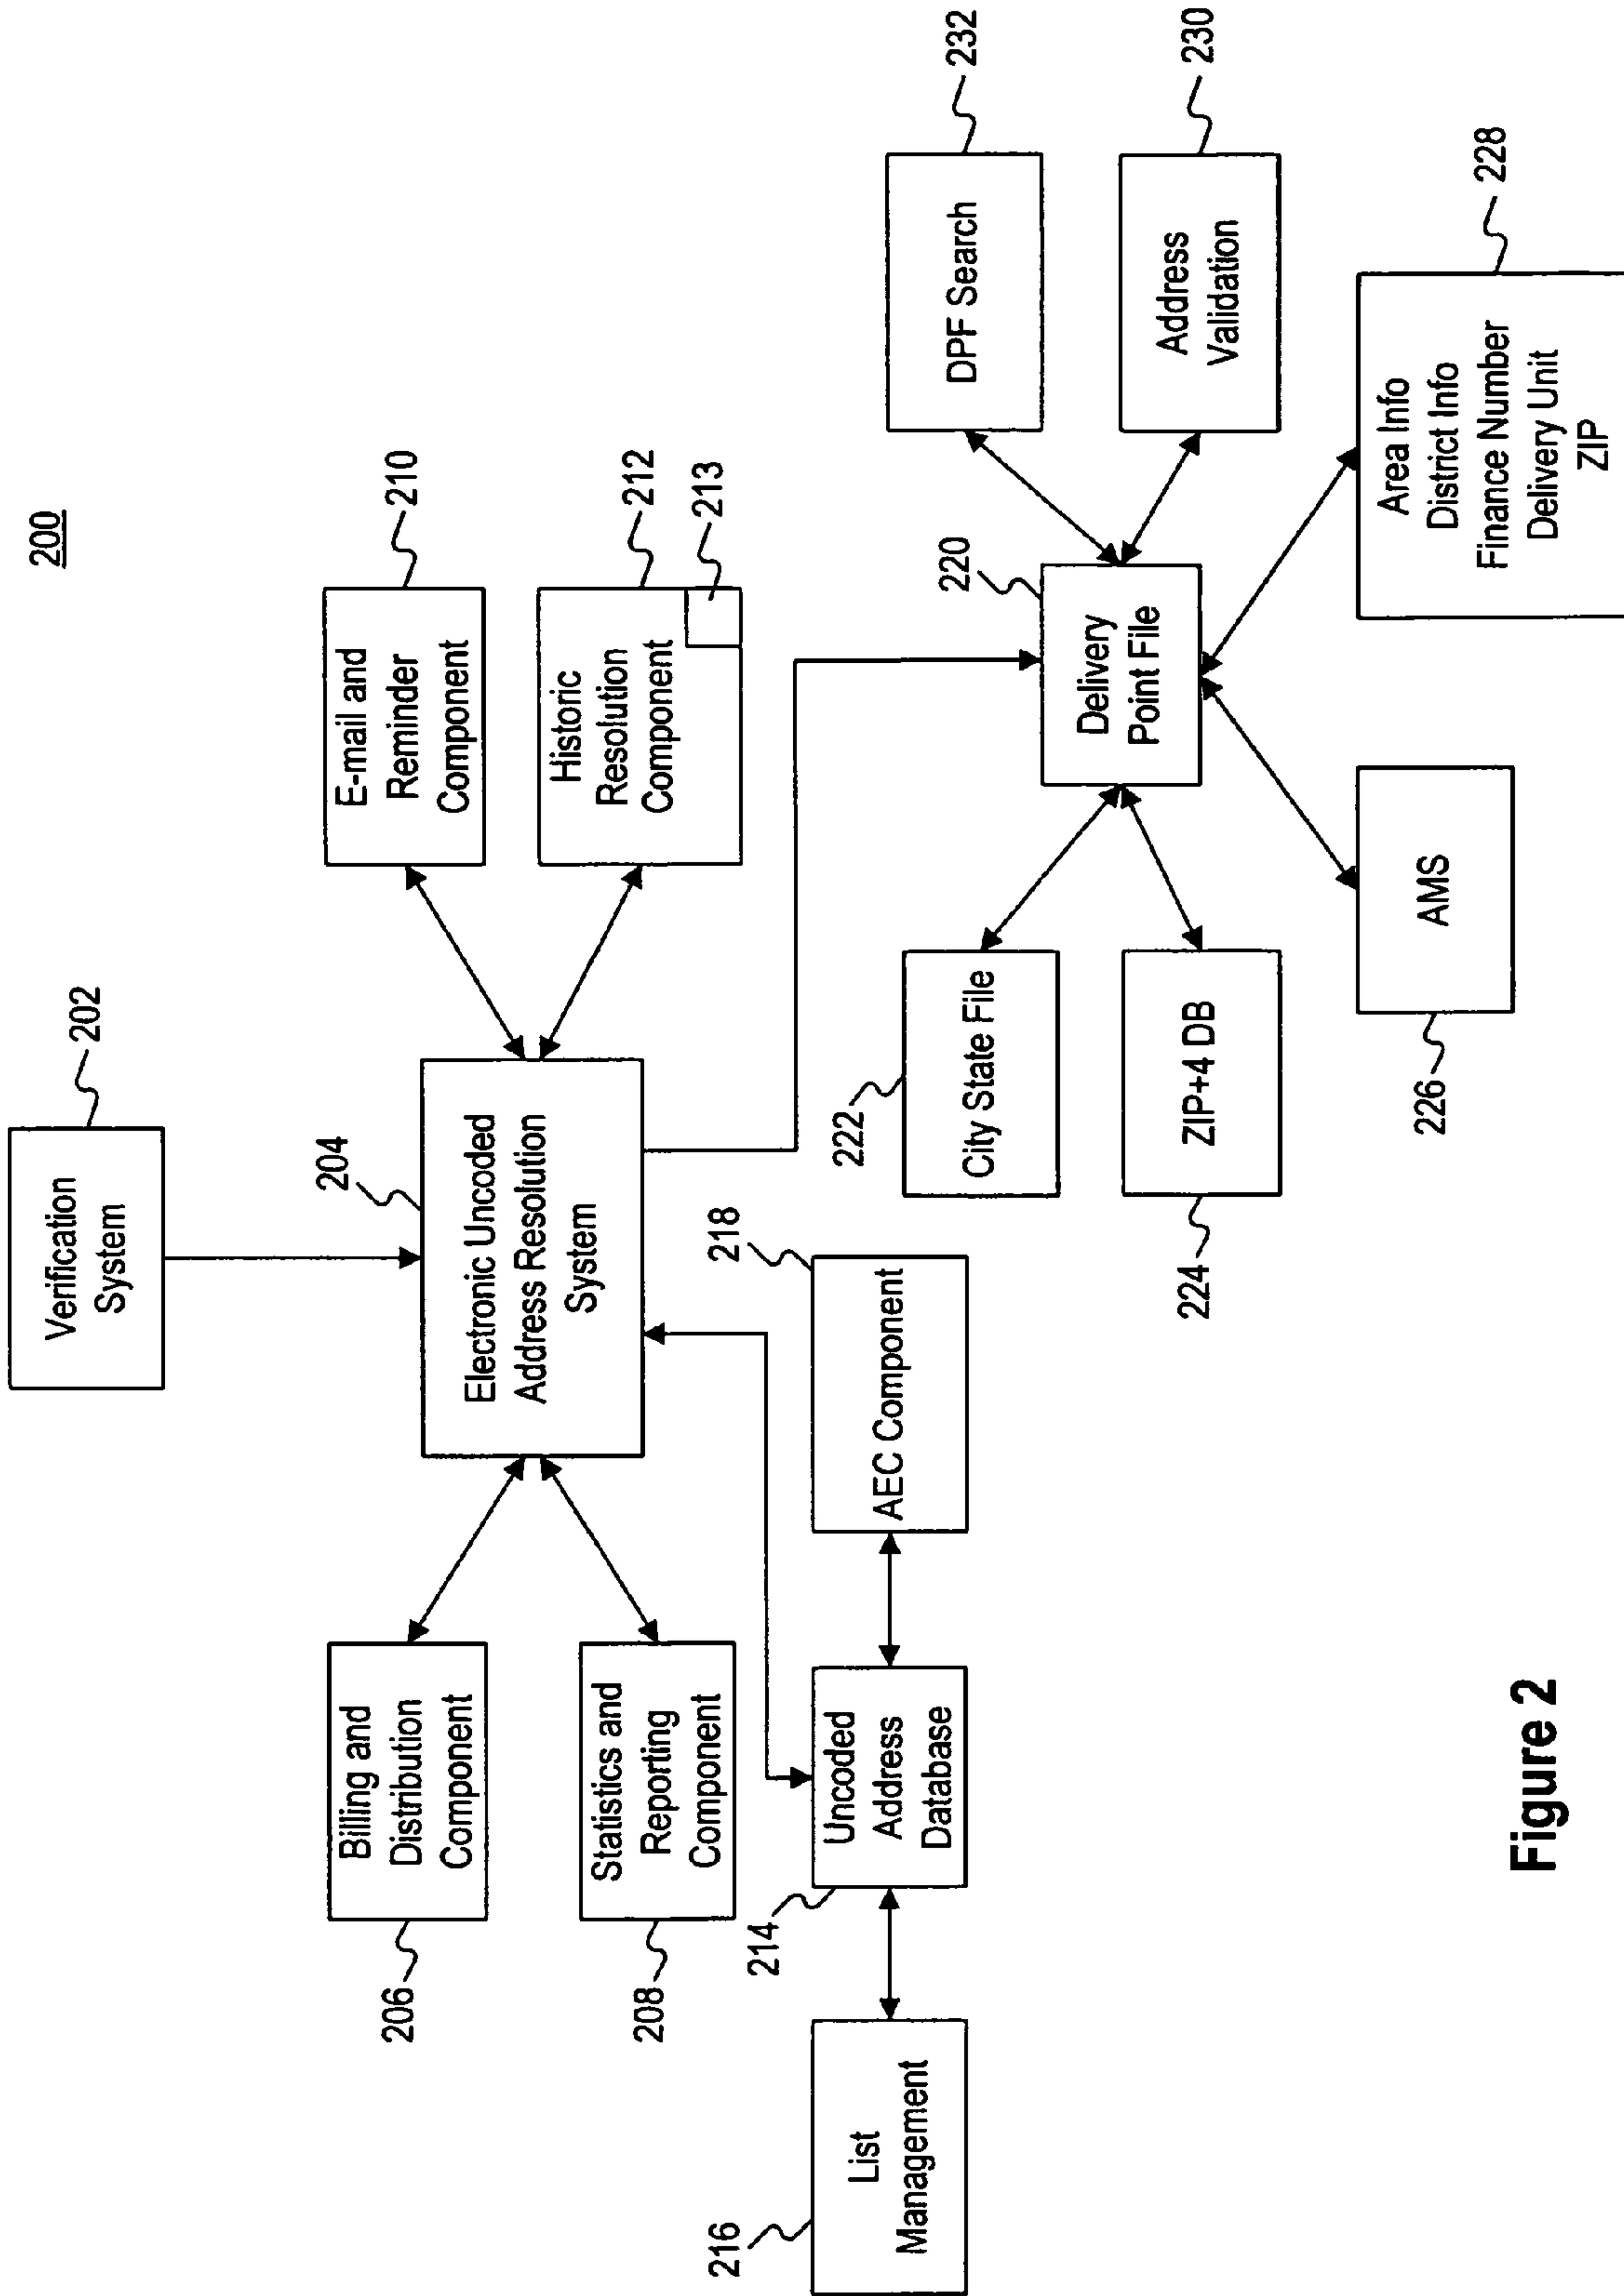 200
Verification
System
202
204
Electronic Uncoded
Address Resolution
System
Billing and
Distribution
Component
206
Statistics and
Reporting
Component
208
E-mail and
Reminder
Component
210
Historic
Resolution
Component
212
213
List
Management
216
Uncoded
Address
Database
214
AEC Component
218
Delivery
Point File
220
City State File
222
ZIP+4 DB
224
AMS
226
Area Info
District Info
Finance Number
Delivery Unit
ZIP
228
Address
Validation
230
DPF Search
232
Figure 2